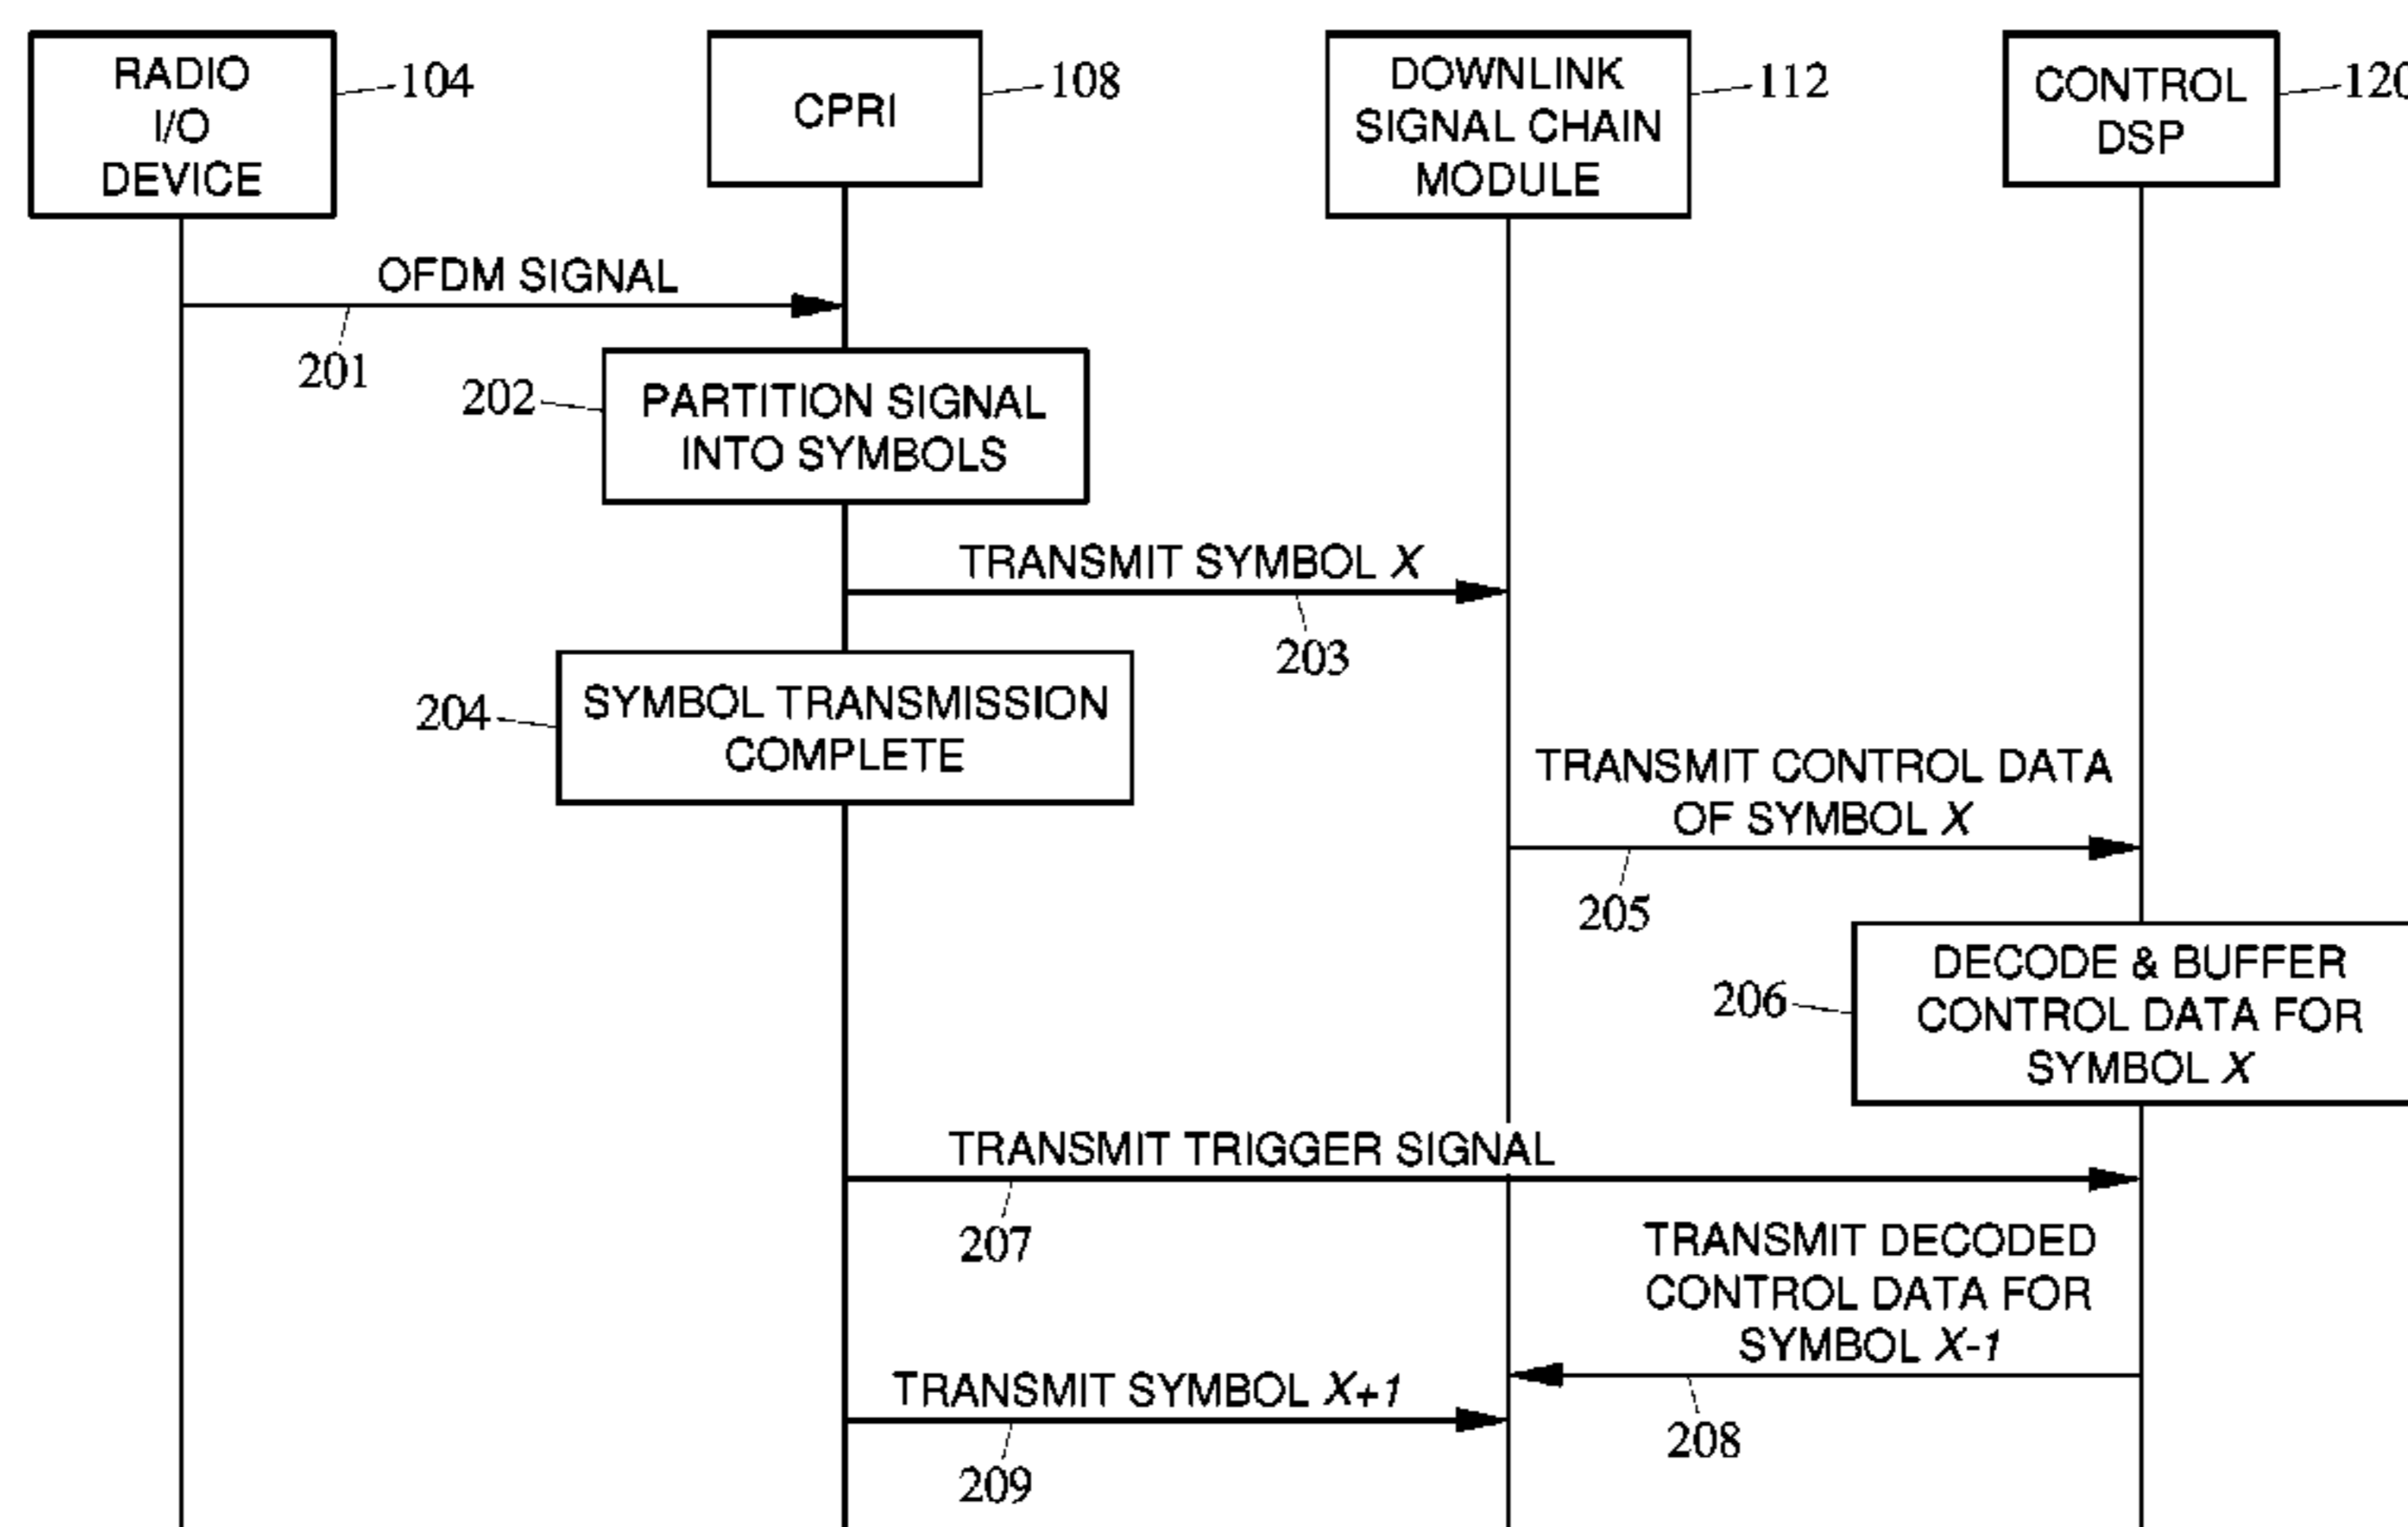 RADIO
I/O
DEVICE
104
CPRI
108
DOWNLINK
SIGNAL CHAIN
MODULE
112
CONTROL
DSP
120
OFDM SIGNAL
201
202
PARTITION SIGNAL
INTO SYMBOLS
TRANSMIT SYMBOL X
203
204
SYMBOL TRANSMISSION
COMPLETE
TRANSMIT CONTROL DATA
OF SYMBOL X
205
206
DECODE & BUFFER
CONTROL DATA FOR
SYMBOL X
TRANSMIT TRIGGER SIGNAL
207
TRANSMIT DECODED
CONTROL DATA FOR
SYMBOL X-1
208
TRANSMIT SYMBOL X+1
209